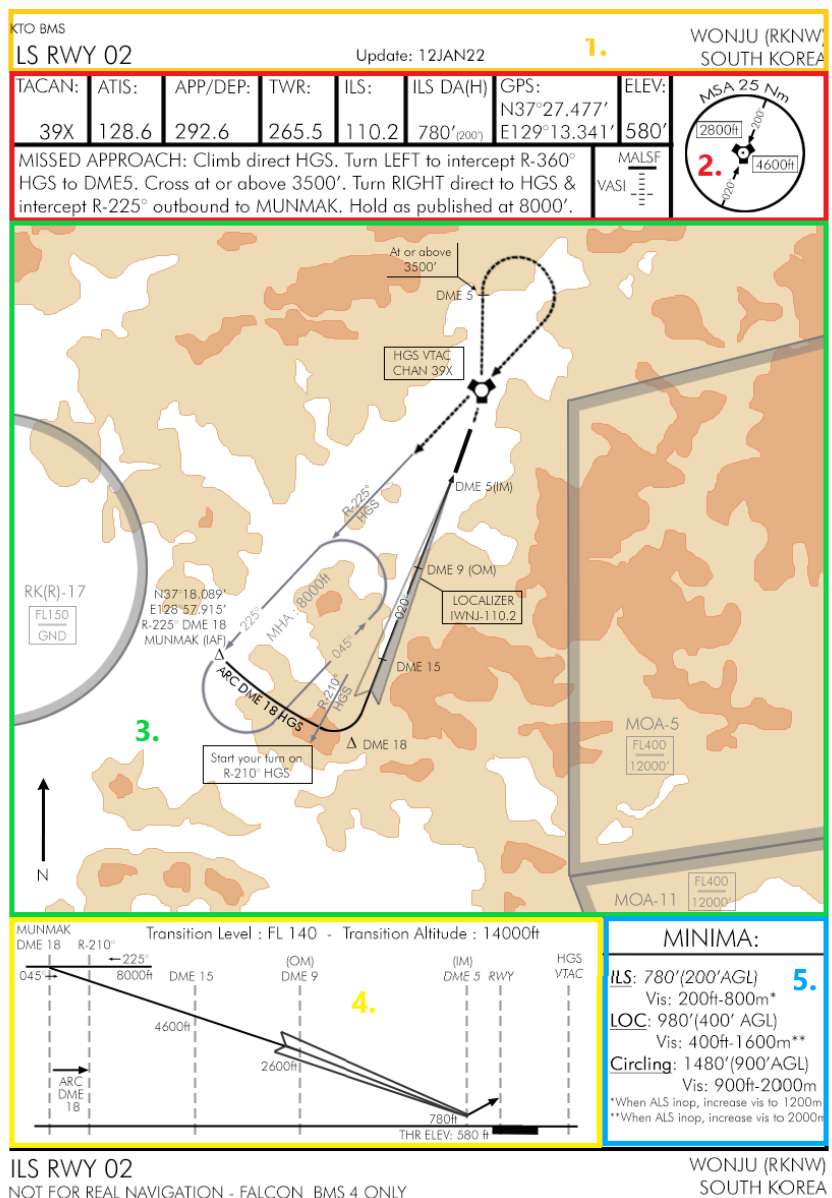 KTO BMS
LS RWY 02
Update: 12JAN22
1.
WONJU (RKNW)
SOUTH KOREA
TACAN:
39X
ATIS:
128.6
APP/DEP:
292.6
TWR:
265.5
ILS:
110.2
ILS DA(H)
780'(200')
GPS:
N37°27.477'
E129°13.341'
ELEV:
580'
MISSED APPROACH: Climb direct HGS. Turn LEFT to intercept R-360°
HGS to DME5. Cross at or above 3500'. Turn RIGHT direct to HGS &
intercept R-225° outbound to MUNMAK. Hold as published at 8000'.
MALSF
VASI
MSA 25 Nm
2800ft
200°
2.
4600ft
020°
At or above
3500'
DME 5
HGS VTAC
CHAN 39X
DME 5(IM)
R-225°
HGS
DME 9 (OM)
LOCALIZER
IWNJ-110.2
020°
RK(R)-17
FL150
GND
N37°18.089'
E128°57.915'
R-225° DME 18
MUNMAK (IAF)
225°
MHA : 8000ft
045°
DME 15
ARC DME 18 HGS
R-210°
HGS
3.
DME 18
Start your turn on
R-210° HGS
MOA-5
FL400
12000'
N
MOA-11
FL400
12000'
MUNMAK
DME 18
R-210°
Transition Level : FL 140 - Transition Altitude : 14000ft
225°
045°
8000ft
DME 15
(OM)
DME 9
(IM)
DME 5
RWY
HGS
VTAC
4.
4600ft
2600ft
ARC
DME
18
780ft
THR ELEV: 580 ft
MINIMA:
5.
ILS: 780'(200'AGL)
Vis: 200ft-800m*
LOC: 980'(400' AGL)
Vis: 400ft-1600m**
Circling: 1480'(900'AGL)
Vis: 900ft-2000m
*When ALS inop, increase vis to 1200m
**When ALS inop, increase vis to 2000m
ILS RWY 02
NOT FOR REAL NAVIGATION - FALCON BMS 4 ONLY
WONJU (RKNW)
SOUTH KOREA